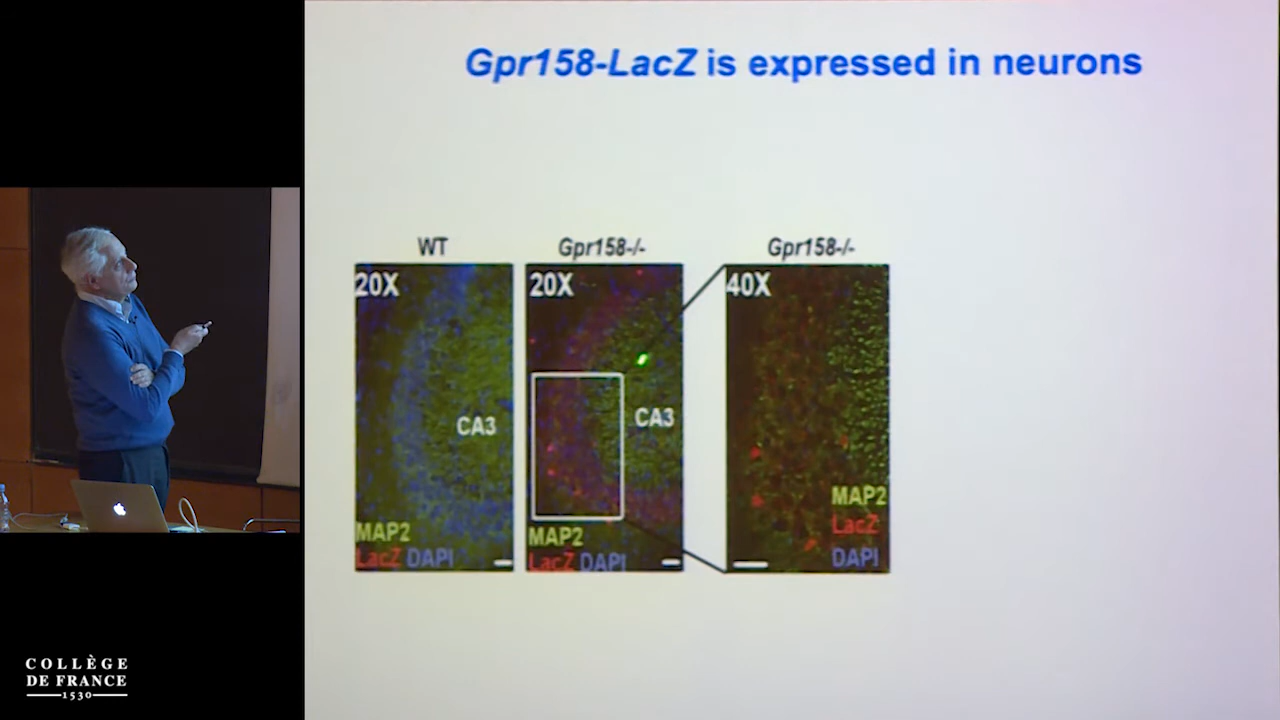 Gpr158-LacZ is expressed in neurons
WT
Gpr158-/-
Gpr158-/-
20X
20X
40X
CA3
CA3
MAP2
LacZ DAPI
MAP2
LacZ DAPI
MAP2
LacZ
DAPI
COLLÈGE
DE FRANCE
1530